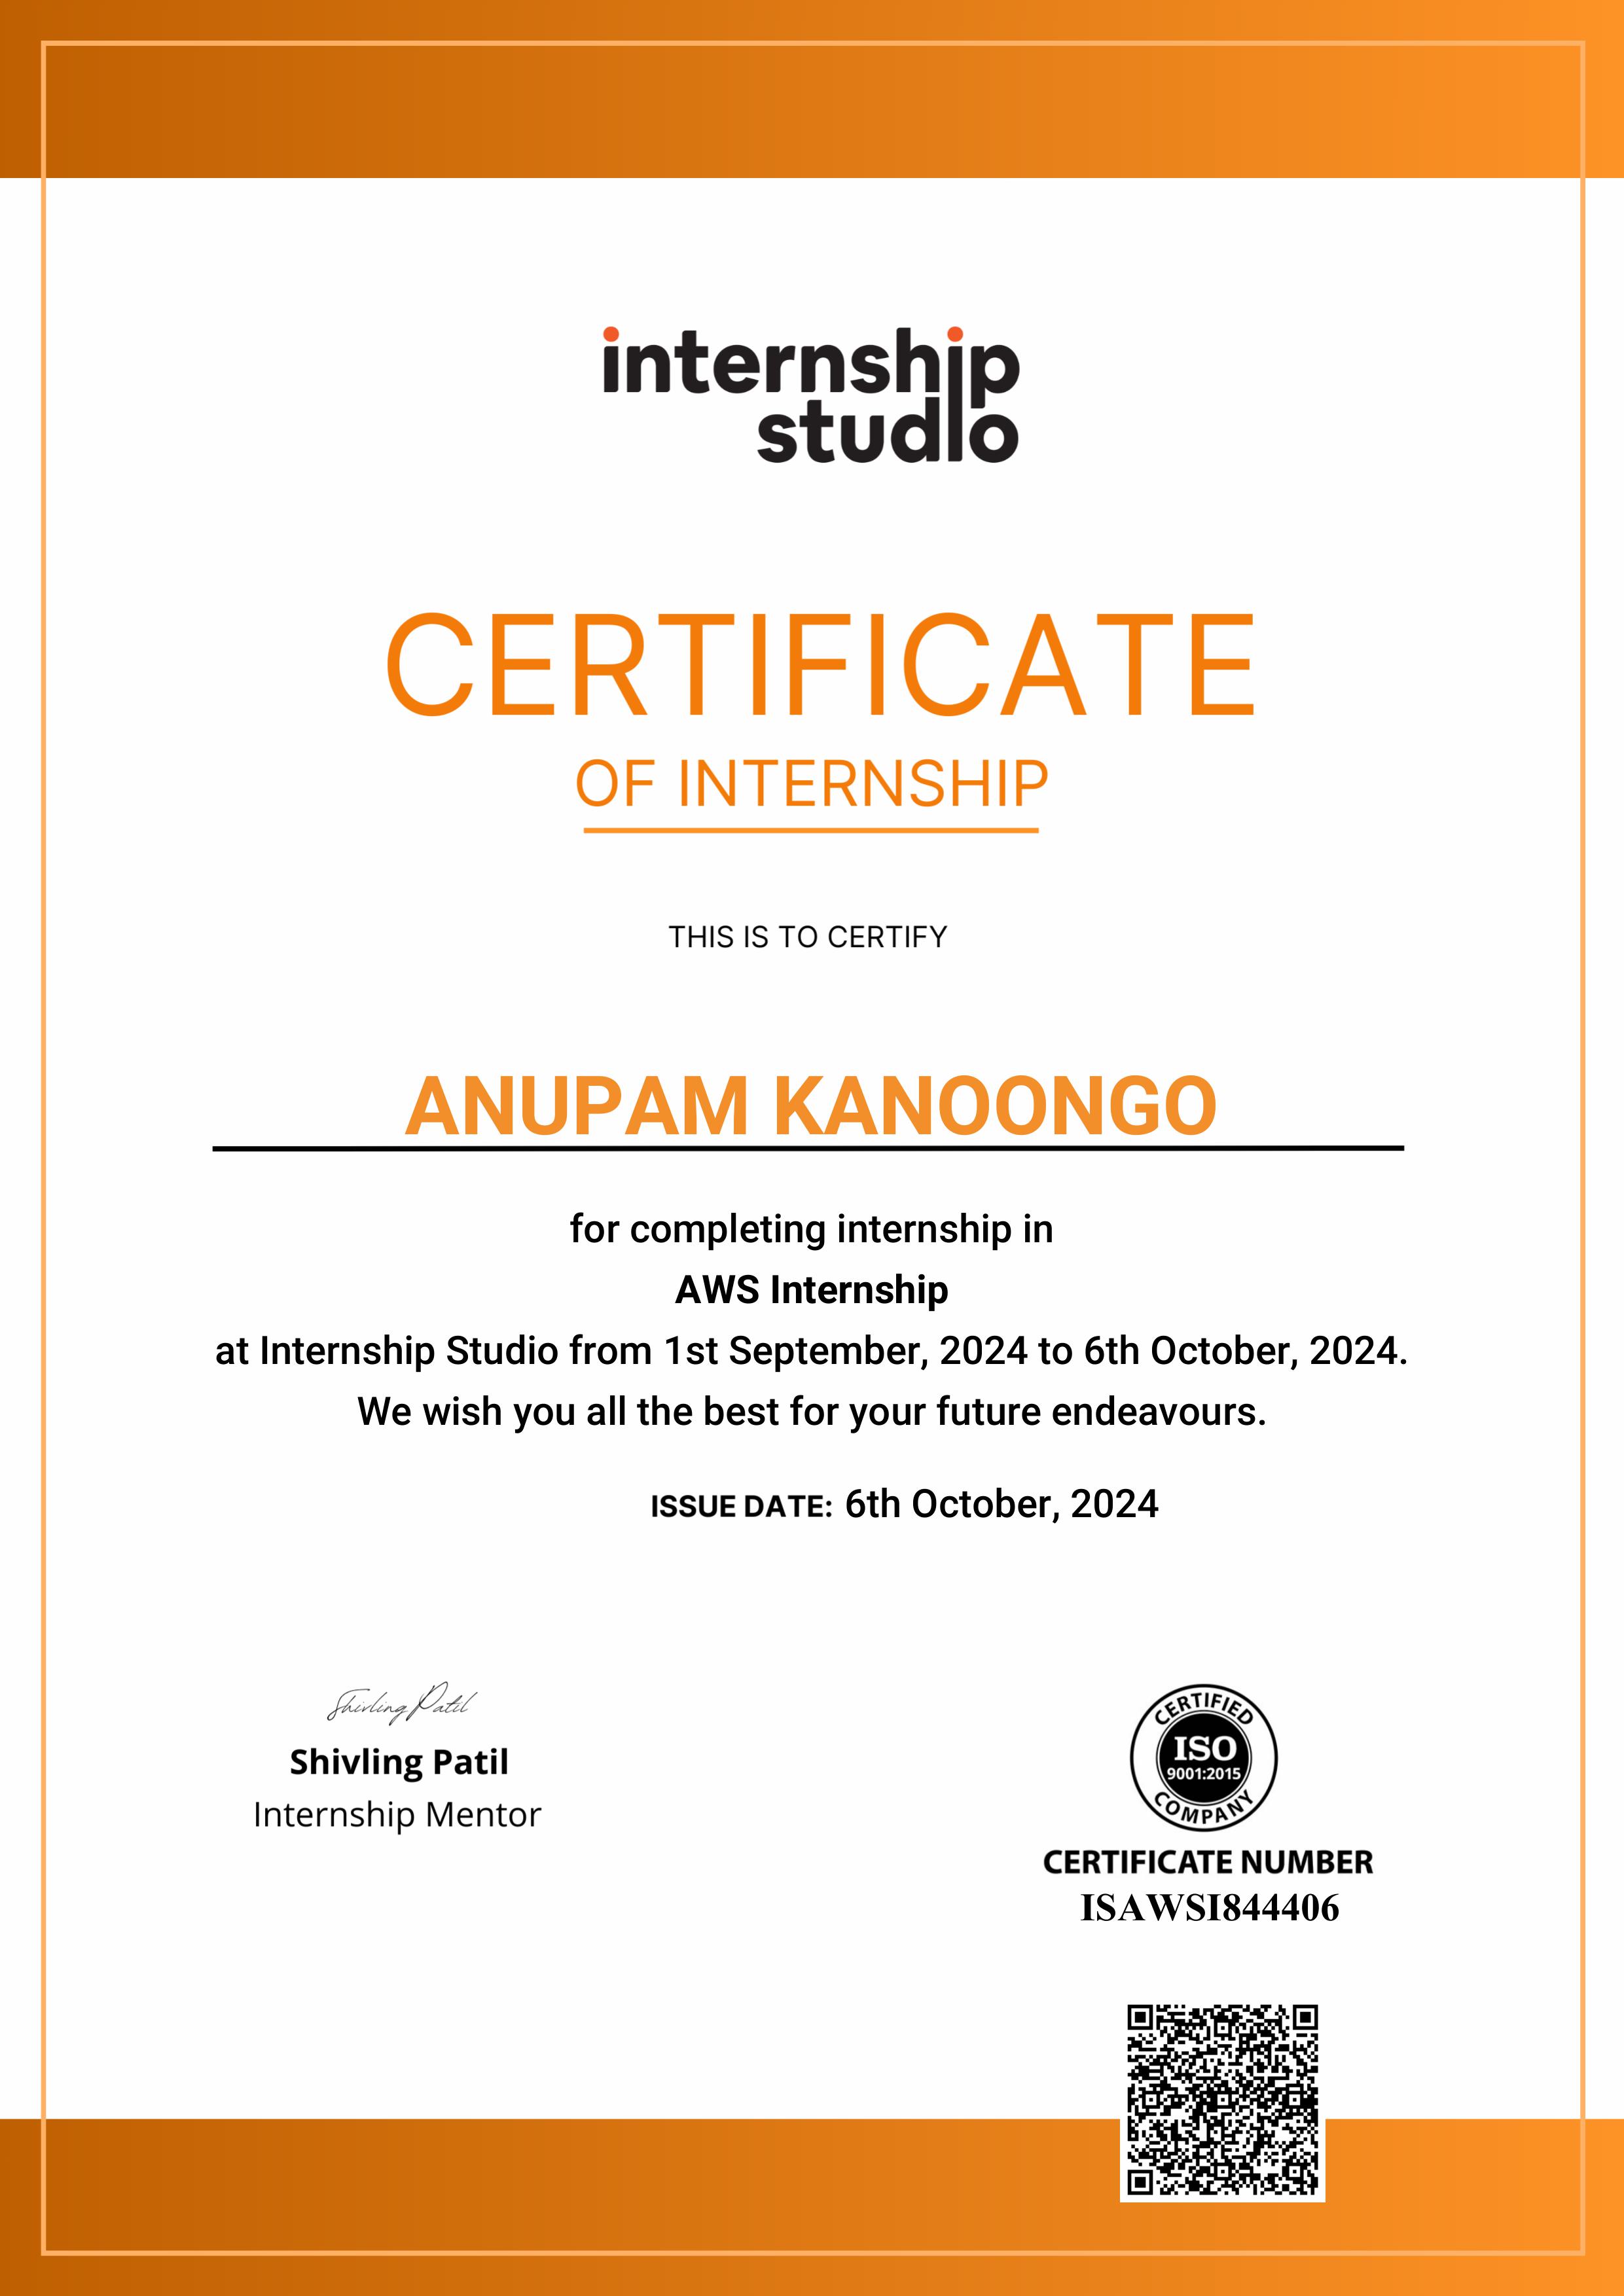 internship
studio
CERTIFICATE
OF INTERNSHIP
THIS IS TO CERTIFY
ANUPAM KANOONGO
for completing internship in
AWS Internship
at Internship Studio from 1st September, 2024 to 6th October, 2024.
We wish you all the best for your future endeavours.
ISSUE DATE: 6th October, 2024
Shivling Patil
Shivling Patil
Internship Mentor
CERTIFIED
ISO
9001:2015
COMPANY
CERTIFICATE NUMBER
ISAWSI844406